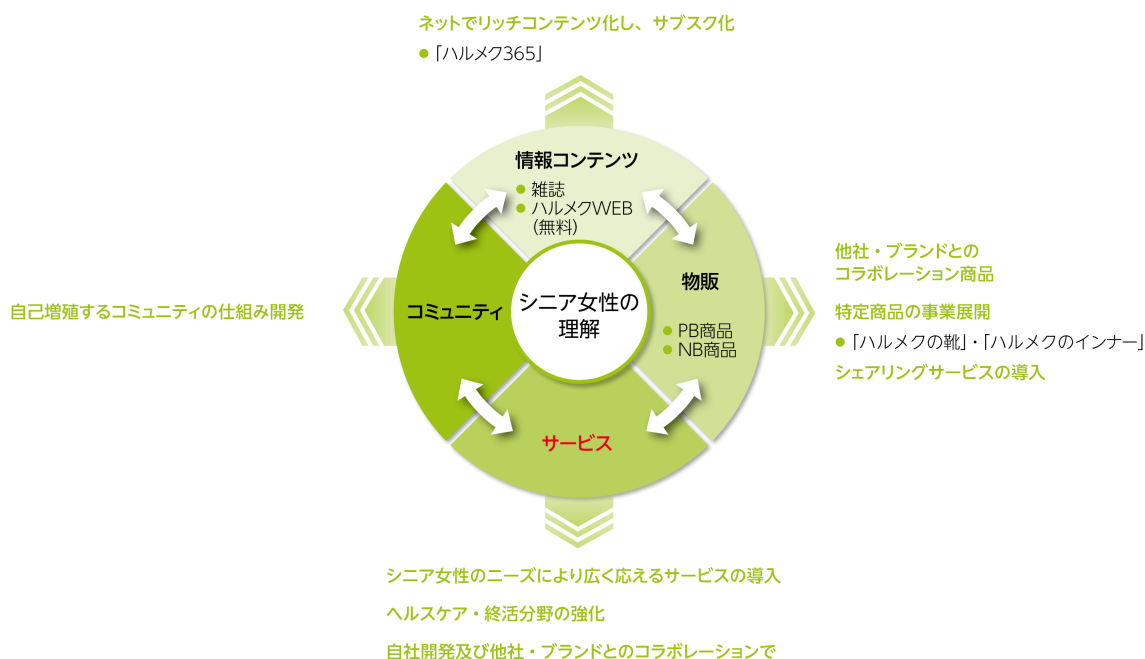 ネットでリッチコンテンツ化し、サブスク化
● 「ハルメク365」
情報コンテンツ
● 雑誌
● ハルメクWEB
(無料)
他社・ブランドとの
コラボレーション商品
物販
自己増殖するコミュニティの仕組み開発
コミュニティ
シニア女性の
理解
特定商品の事業展開
● PB商品
● NB商品
● 「ハルメクの靴」・「ハルメクのインナー」
シェアリングサービスの導入
サービス
シニア女性のニーズにより広く応えるサービスの導入
ヘルスケア・終活分野の強化
自社開発及び他社・ブランドとのコラボレーションで